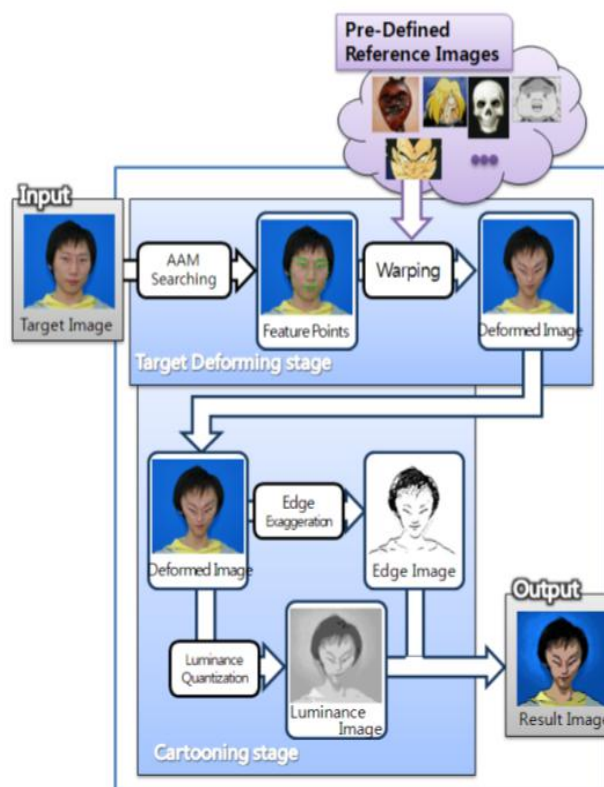 Pre-Defined
Reference Images
Input
Target Image
AAM
Searching
Feature Points
Warping
Deformed Image
Target Deforming stage
Deformed Image
Edge
Exaggeration
Edge Image
Luminance
Quantization
Luminance
Image
Cartooning stage
Output
Result Image